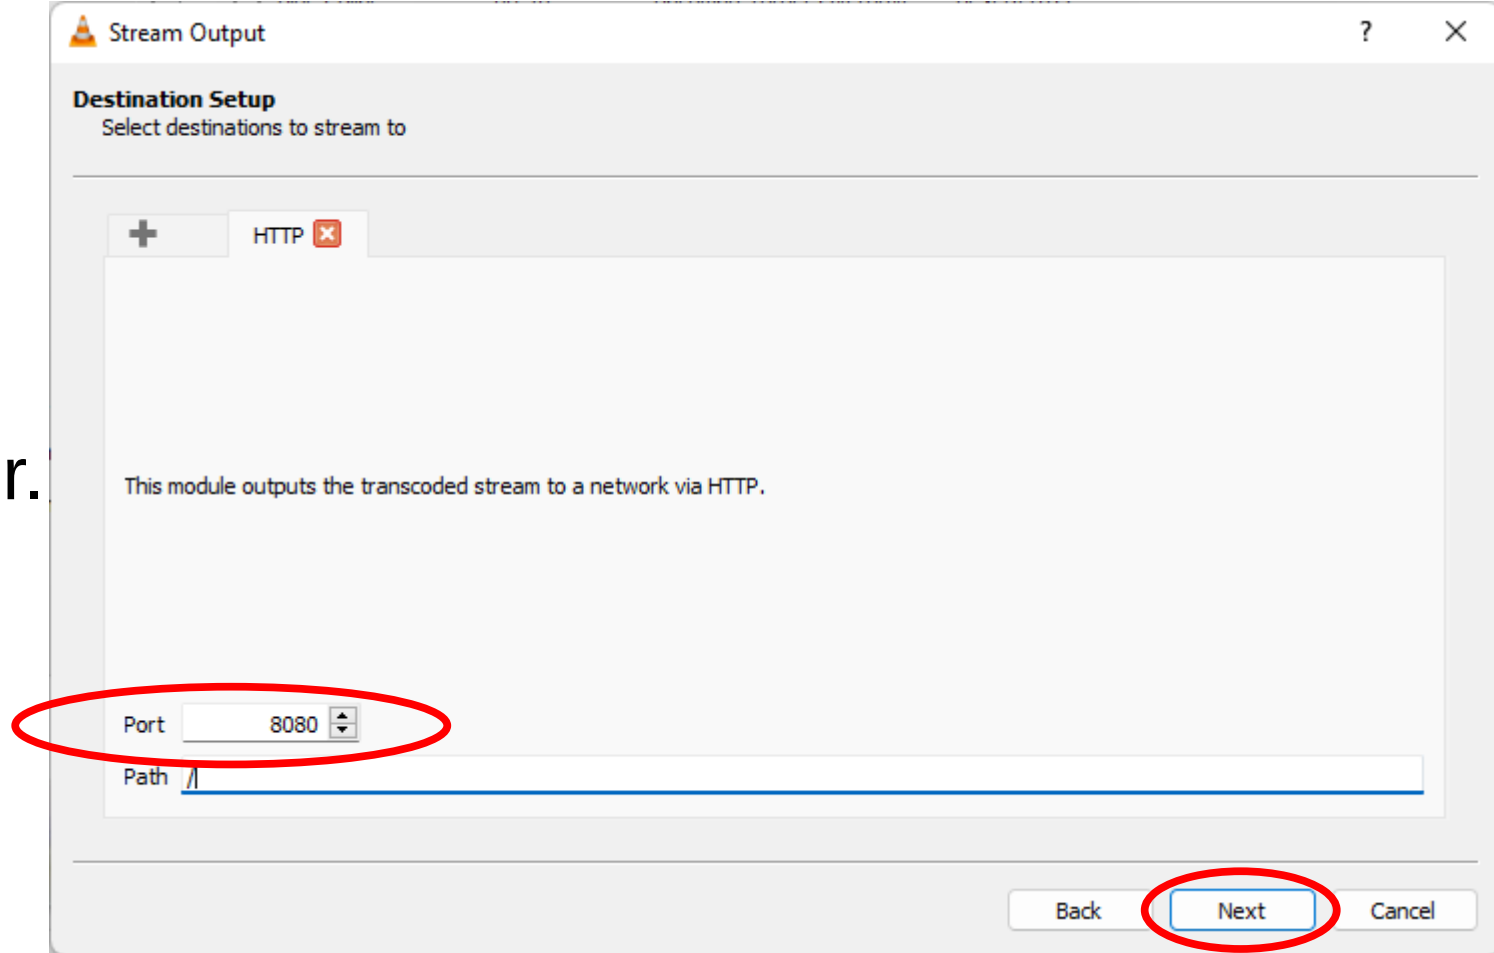 Stream Output
?
Destination Setup
Select destinations to stream to
HTTP
r.
This module outputs the transcoded stream to a network via HTTP.
Port 8080
Path /
Back Next Cancel